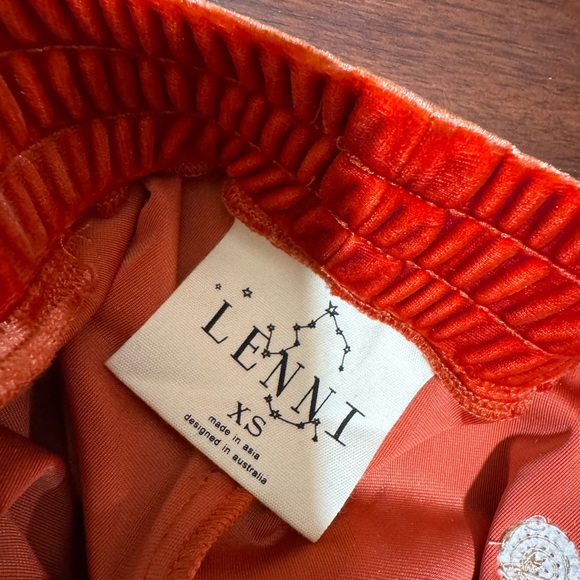 LENNI
XS
made in asia
designed in australia